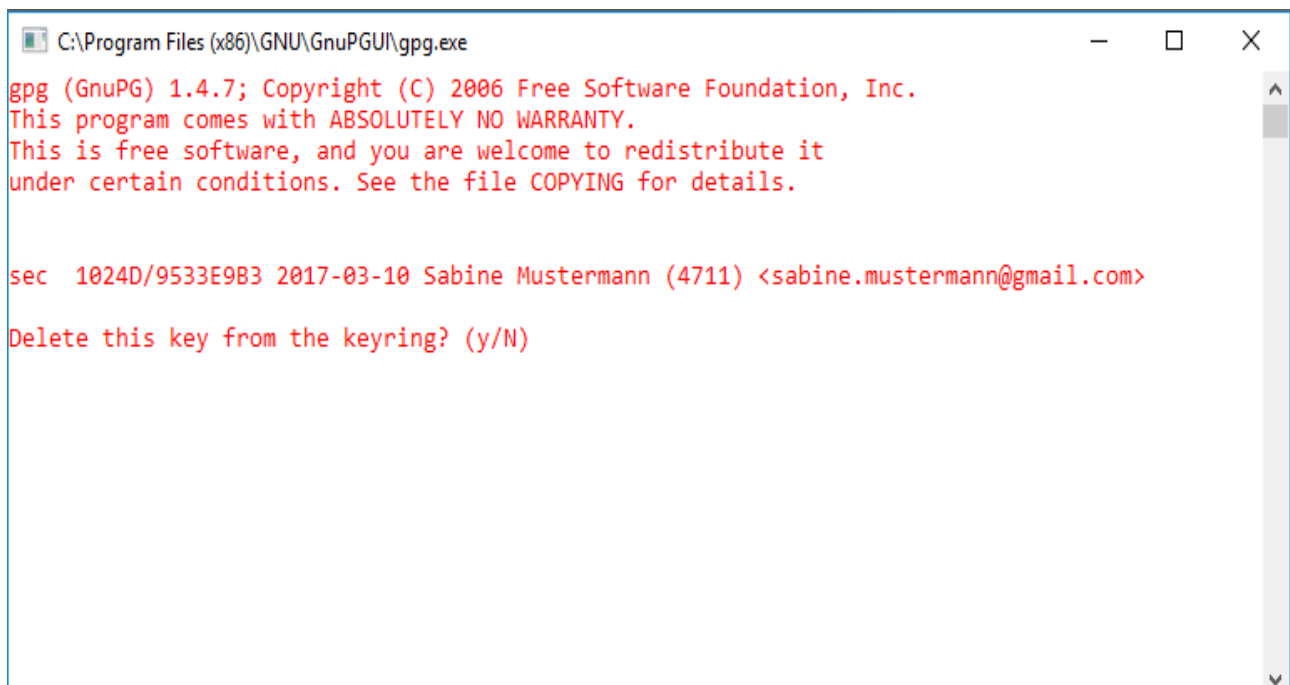 C:\Program Files (x86)\GNU\GnuPGUI\gpg.exe
gpg (GnuPG) 1.4.7; Copyright (C) 2006 Free Software Foundation, Inc.
This program comes with ABSOLUTELY NO WARRANTY.
This is free software, and you are welcome to redistribute it
under certain conditions. See the file COPYING for details.
sec  1024D/9533E9B3 2017-03-10 Sabine Mustermann (4711) <sabine.mustermann@gmail.com>
Delete this key from the keyring? (y/N)